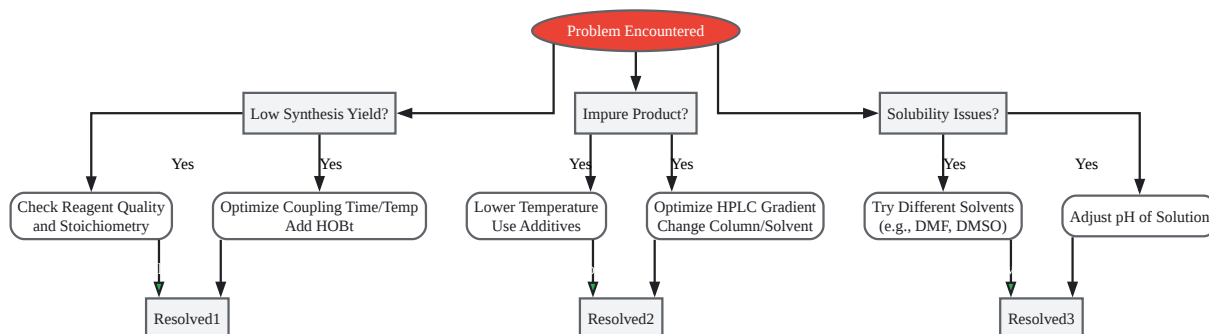 Problem Encountered
Low Synthesis Yield?
Impure Product?
Solubility Issues?
Yes
Yes
Yes
Yes
Yes
Yes
Check Reagent Quality
and Stoichiometry
Optimize Coupling Time/Temp
Add HOBt
Lower Temperature
Use Additives
Optimize HPLC Gradient
Change Column/Solvent
Try Different Solvents
(e.g., DMF, DMSO)
Adjust pH of Solution
Resolved1
Resolved2
Resolved3